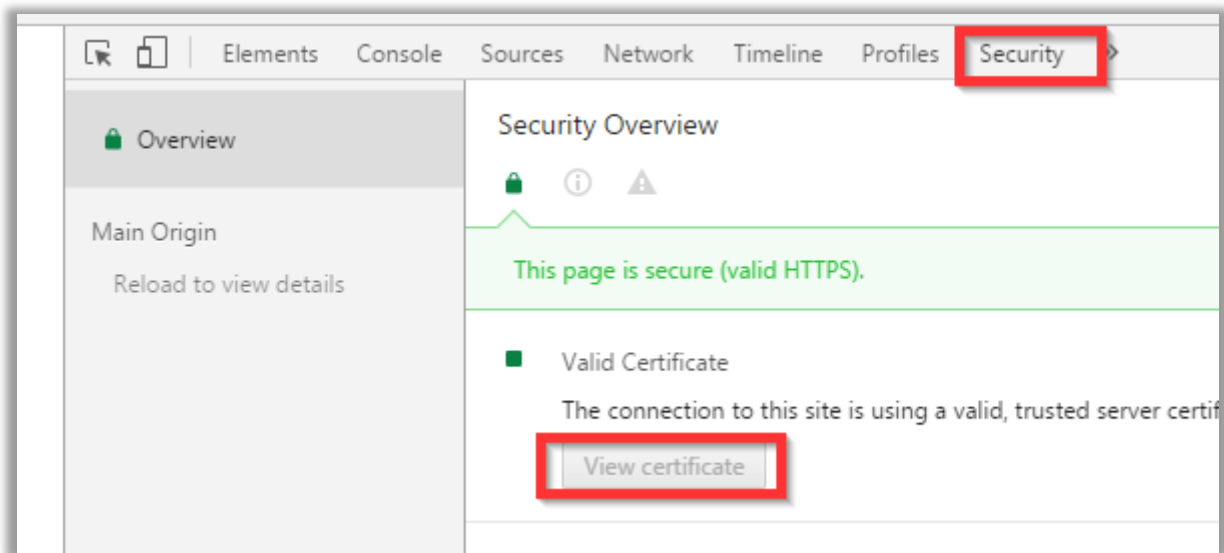 Elements Console Sources Network Timeline Profiles Security »
Overview
Security Overview
This page is secure (valid HTTPS).
Main Origin
Reload to view details
Valid Certificate
The connection to this site is using a valid, trusted server certif
View certificate